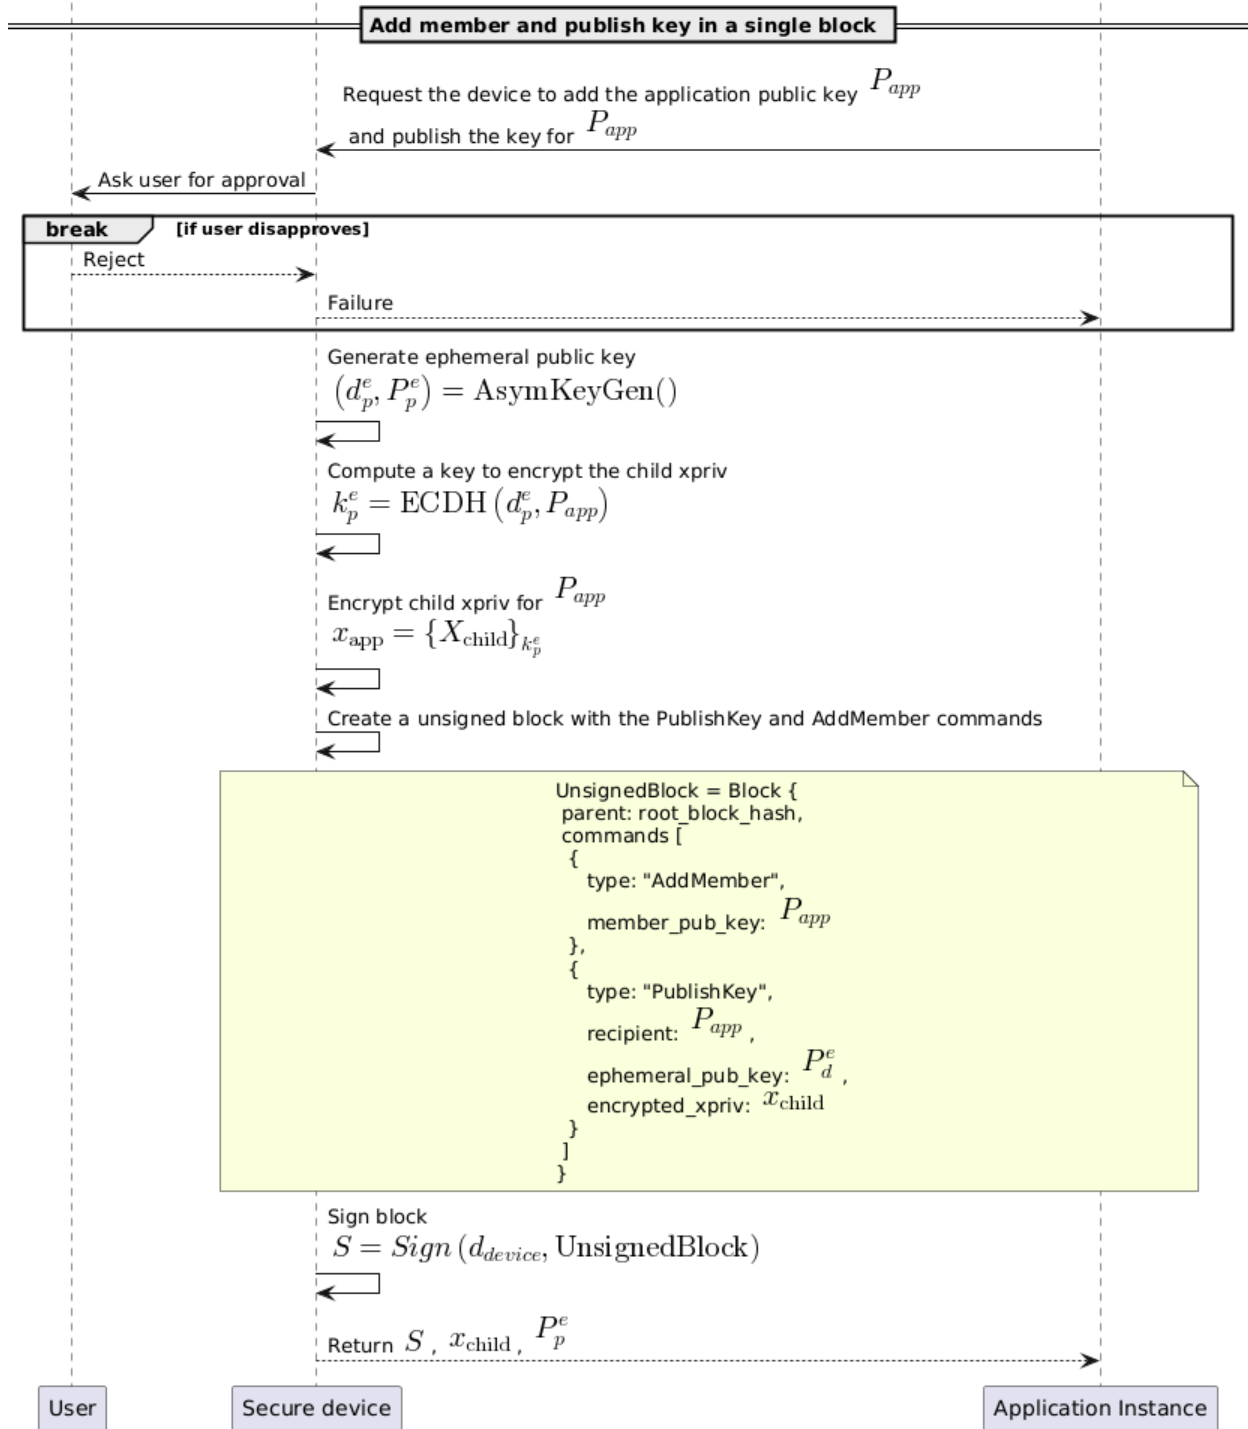 Add member and publish key in a single block
Request the device to add the application public key P_app
and publish the key for P_app
Ask user for approval
break [if user disapproves]
Reject
Failure
Generate ephemeral public key
(d_p^e, P_p^e) = AsymKeyGen()
Compute a key to encrypt the child xpriv
k_p^e = ECDH (d_p^e, P_app)
Encrypt child xpriv for P_app
x_app = {X_child}_{k_p^e}
Create a unsigned block with the PublishKey and AddMember commands
UnsignedBlock = Block {
parent: root_block_hash,
commands [
{
type: "AddMember",
member_pub_key: P_app
},
{
type: "PublishKey",
recipient: P_app ,
ephemeral_pub_key: P_d^e ,
encrypted_xpriv: x_child
}
]
}
Sign block
S = Sign (d_device, UnsignedBlock)
Return S , x_child , P_p^e
User Secure device Application Instance